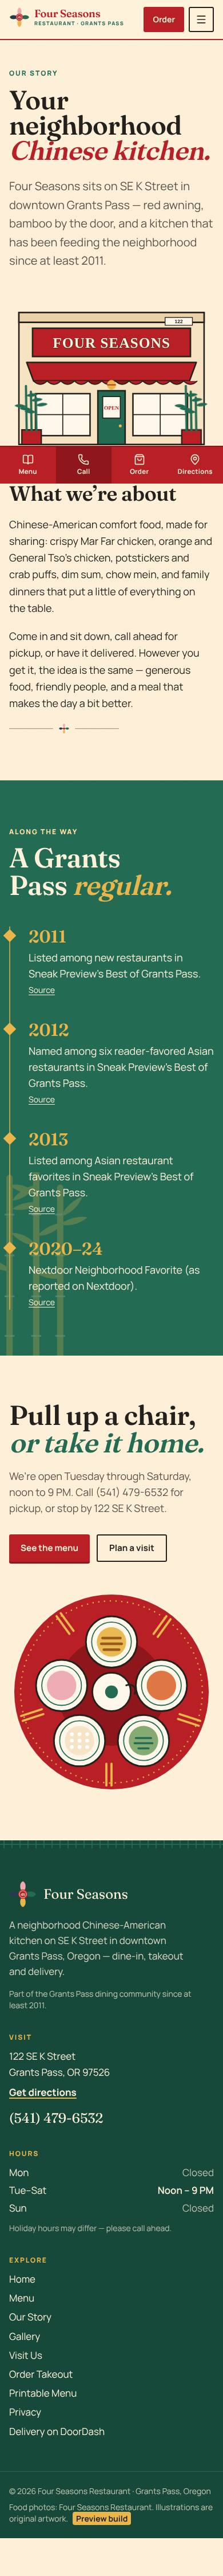 Four Seasons
RESTAURANT · GRANTS PASS
Order
OUR STORY
Your
neighborhood
Chinese kitchen.
Four Seasons sits on SE K Street in
downtown Grants Pass — red awning,
bamboo by the door, and a kitchen that
has been feeding the neighborhood
since at least 2011.
122
FOUR SEASONS
OPEN
Menu
Call
Order
Directions
What we’re about
Chinese-American comfort food, made for
sharing: crispy Mar Far chicken, orange and
General Tso’s chicken, potstickers and
crab puffs, dim sum, chow mein, and family
dinners that put a little of everything on
the table.
Come in and sit down, call ahead for
pickup, or have it delivered. However you
get it, the idea is the same — generous
food, friendly people, and a meal that
makes the day a bit better.
ALONG THE WAY
A Grants
Pass regular.
2011
Listed among new restaurants in
Sneak Preview’s Best of Grants Pass.
Source
2012
Named among six reader-favored Asian
restaurants in Sneak Preview’s Best of
Grants Pass.
Source
2013
Listed among Asian restaurant
favorites in Sneak Preview’s Best of
Grants Pass.
Source
2020–24
Nextdoor Neighborhood Favorite (as
reported on Nextdoor).
Source
Pull up a chair,
or take it home.
We’re open Tuesday through Saturday,
noon to 9 PM. Call (541) 479-6532 for
pickup, or stop by 122 SE K Street.
See the menu
Plan a visit
Four Seasons
A neighborhood Chinese-American
kitchen on SE K Street in downtown
Grants Pass, Oregon — dine-in, takeout
and delivery.
Part of the Grants Pass dining community since at
least 2011.
VISIT
122 SE K Street
Grants Pass, OR 97526
Get directions
(541) 479-6532
HOURS
Mon Closed
Tue–Sat Noon – 9 PM
Sun Closed
Holiday hours may differ — please call ahead.
EXPLORE
Home
Menu
Our Story
Gallery
Visit Us
Order Takeout
Printable Menu
Privacy
Delivery on DoorDash
© 2026 Four Seasons Restaurant · Grants Pass, Oregon
Food photos: Four Seasons Restaurant. Illustrations are
original artwork. Preview build